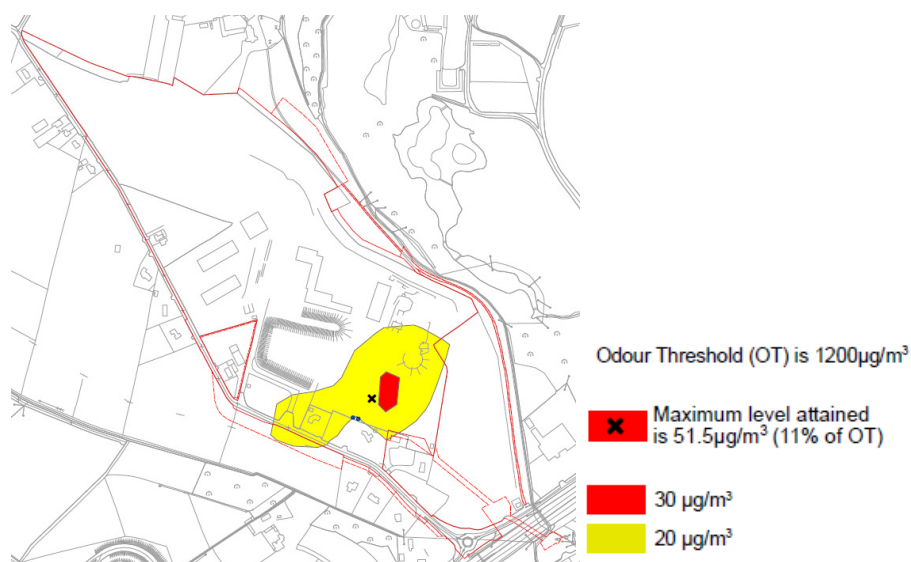 Odour Threshold (OT) is 1200µg/m³
Maximum level attained
is 51.5µg/m³ (11% of OT)
30 µg/m³
20 µg/m³